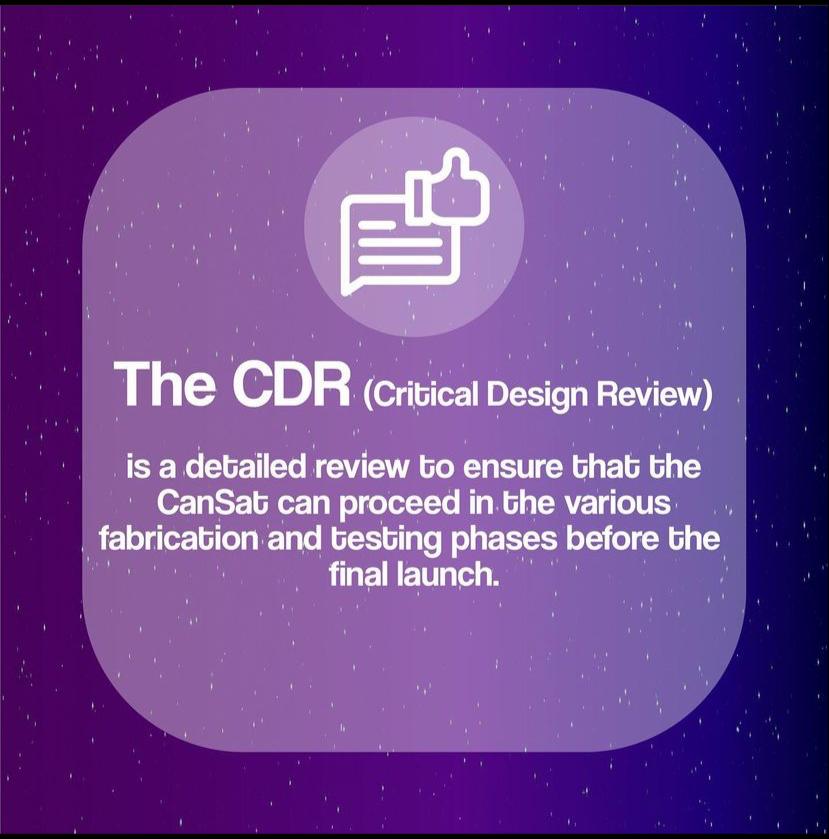 The CDR (Critical Design Review)
is a detailed review to ensure that the
CanSat can proceed in the various
fabrication and testing phases before the
final launch.